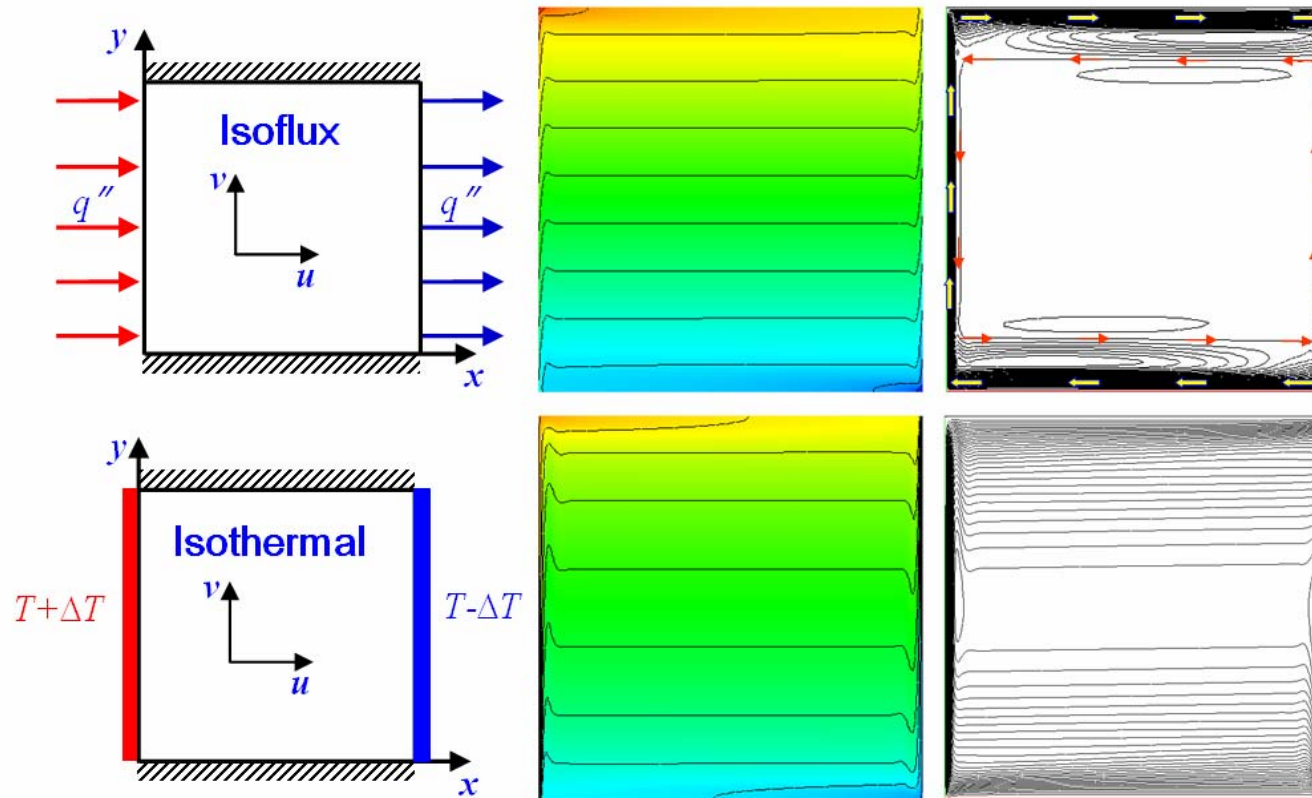 y
Isoflux
q" v q"
u
x
y
Isothermal
T+ΔT v T-ΔT
u
x